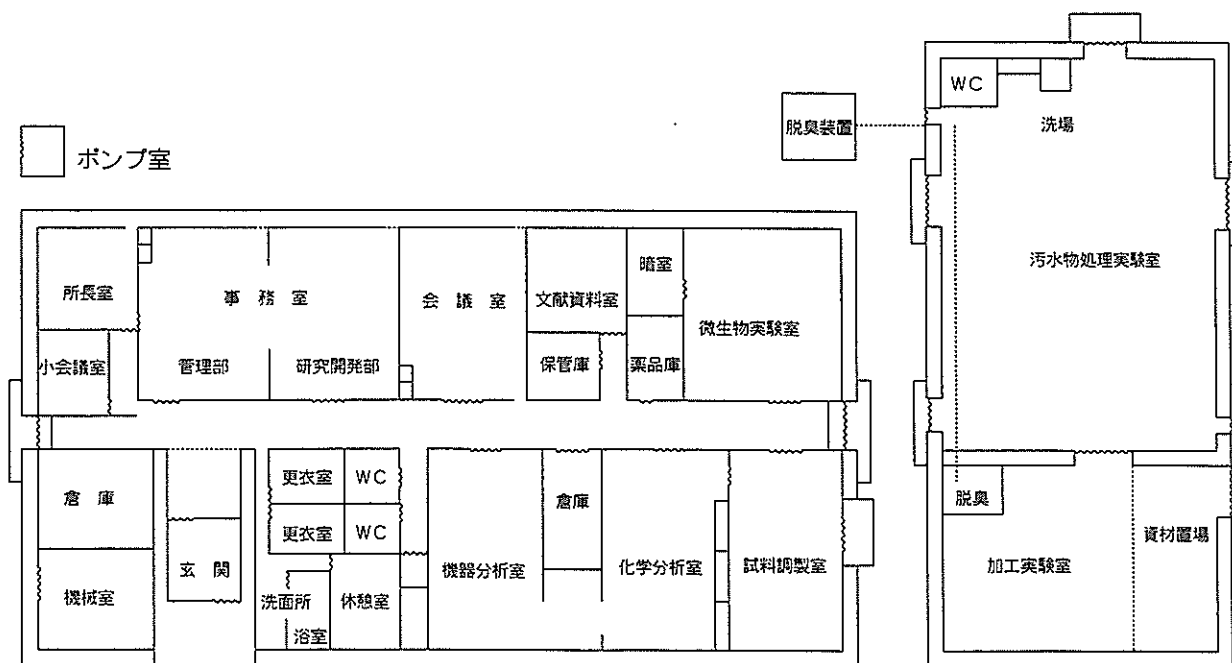 ポンプ室
所長室
小会議室
事 務 室
管理部
研究開発部
会 議 室
文献資料室
保管庫
暗室
薬品庫
微生物実験室
倉 庫
機械室
玄 関
更衣室
WC
更衣室
WC
洗面所
浴室
休憩室
機器分析室
倉庫
化学分析室
試料調製室
脱臭装置
WC
洗場
汚水物処理実験室
脱臭
加工実験室
資材置場